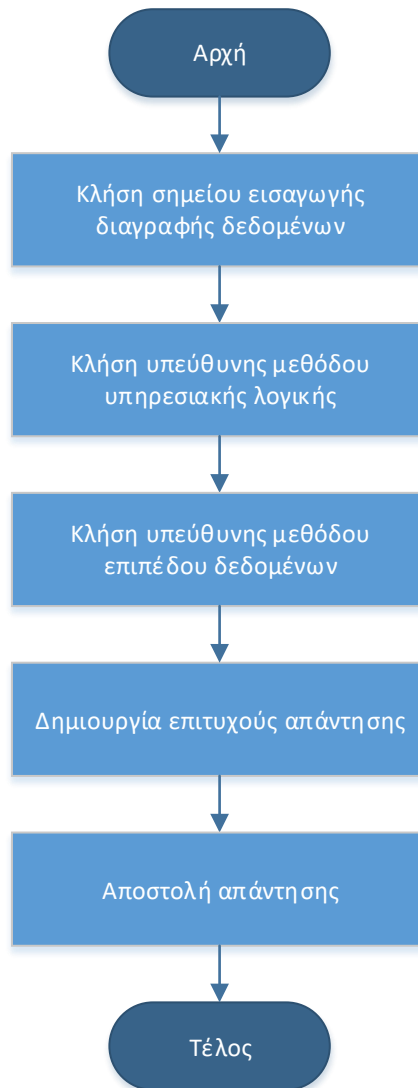 Αρχή
Κλήση σημείου εισαγωγής
διαγραφής δεδομένων
Κλήση υπεύθυνης μεθόδου
υπηρεσιακής λογικής
Κλήση υπεύθυνης μεθόδου
επιπέδου δεδομένων
Δημιουργία επιτυχούς απάντησης
Αποστολή απάντησης
Τέλος